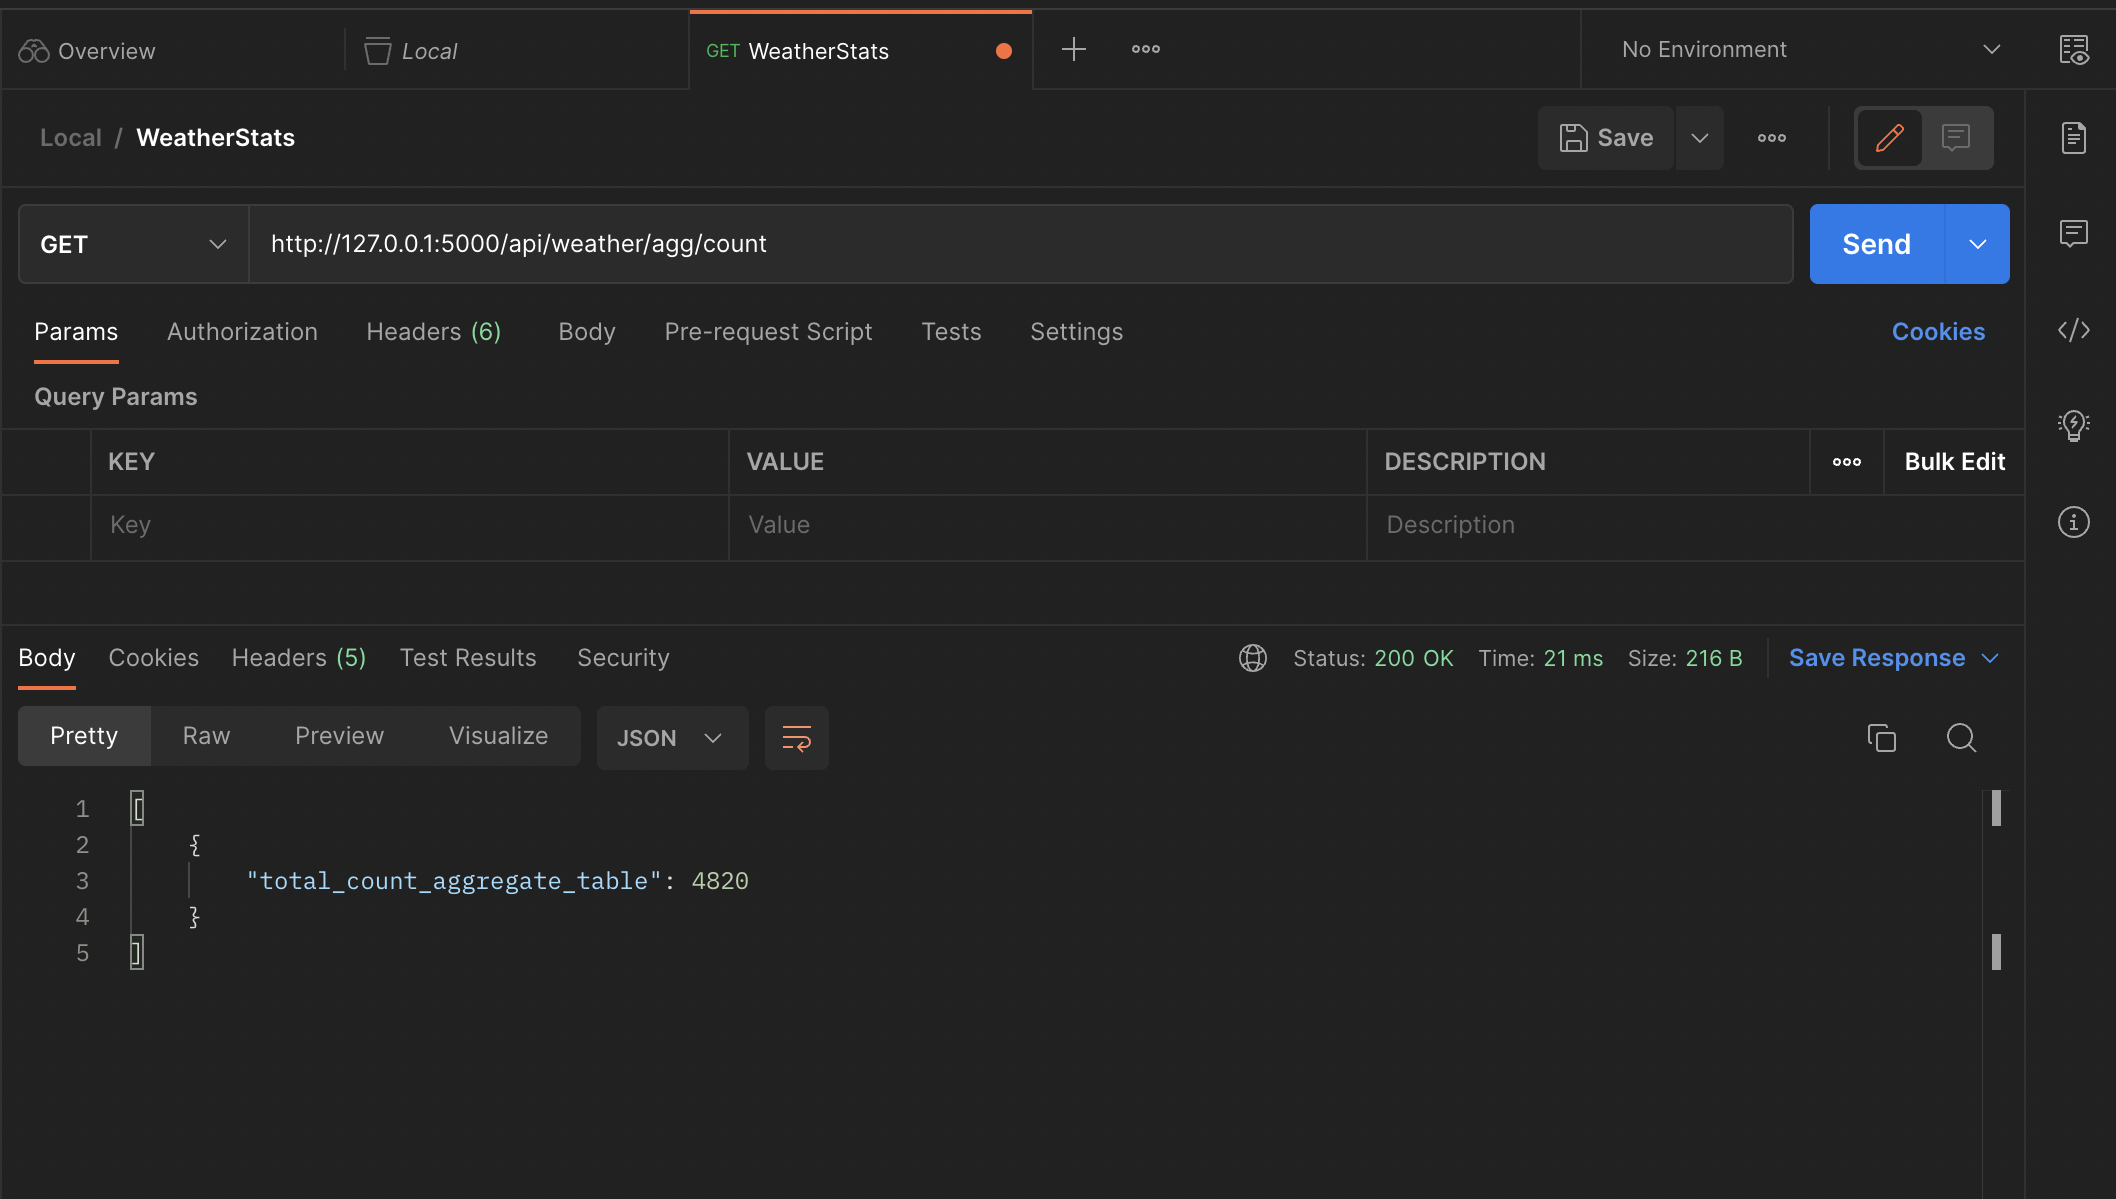 Overview Local GET WeatherStats No Environment
Local / WeatherStats Save
GET http://127.0.0.1:5000/api/weather/agg/count Send
Params Authorization Headers (6) Body Pre-request Script Tests Settings Cookies
Query Params
KEY VALUE DESCRIPTION Bulk Edit
Key Value Description
Body Cookies Headers (5) Test Results Security Status: 200 OK Time: 21 ms Size: 216 B Save Response
Pretty Raw Preview Visualize JSON
1 [
2 {
3 "total_count_aggregate_table": 4820
4 }
5 ]